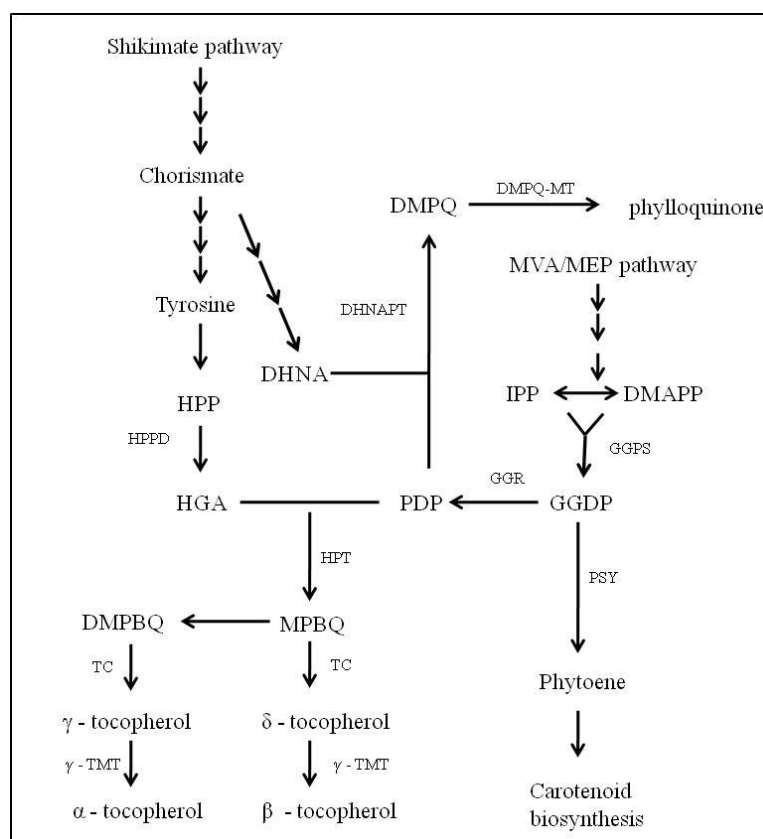 Shikimate pathway
Chorismate
DMPQ
DMPQ-MT
phylloquinone
MVA/MEP pathway
Tyrosine
DHNAPT
DHNA
HPP
IPP
DMAPP
HPPD
GGPS
HGA
PDP
GGR
GGDP
HPT
PSY
DMPBQ
MPBQ
TC
TC
Phytoene
γ - tocopherol
δ - tocopherol
γ -TMT
γ -TMT
α - tocopherol
β - tocopherol
Carotenoid
biosynthesis